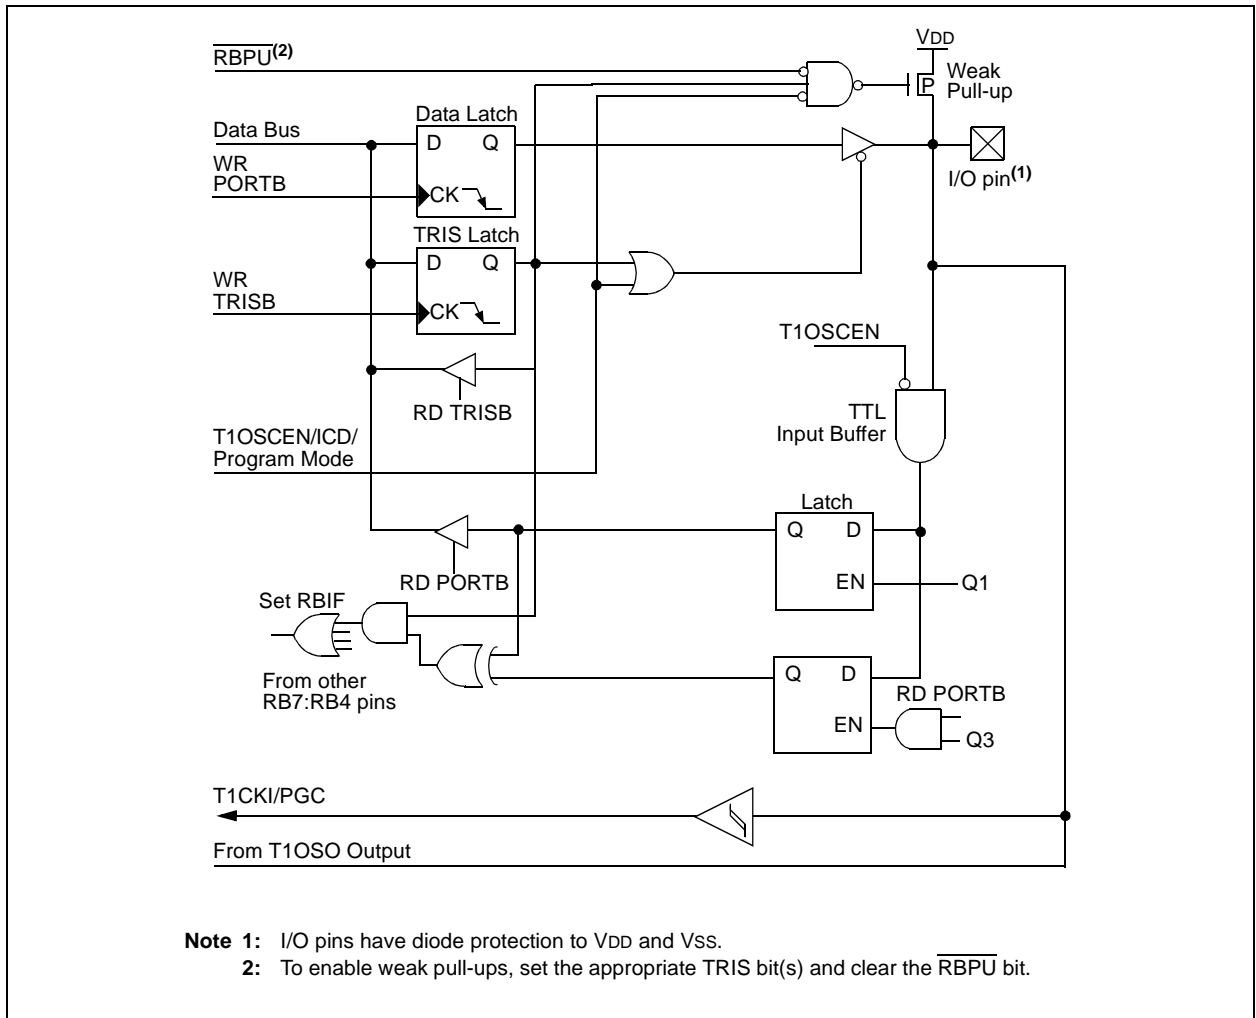 VDD
RBPU(2)
Weak
Pull-up
P
Data Latch
Data Bus
D Q
WR
PORTB
CK
I/O pin(1)
TRIS Latch
D Q
WR
TRISB
CK
T1OSCEN
RD TRISB
TTL
Input Buffer
T1OSCEN/ICD/
Program Mode
Latch
Q D
EN
Q1
RD PORTB
Set RBIF
From other
RB7:RB4 pins
Q D
RD PORTB
EN
Q3
T1CKI/PGC
From T1OSO Output
Note 1: I/O pins have diode protection to VDD and VSS.
2: To enable weak pull-ups, set the appropriate TRIS bit(s) and clear the RBPU bit.